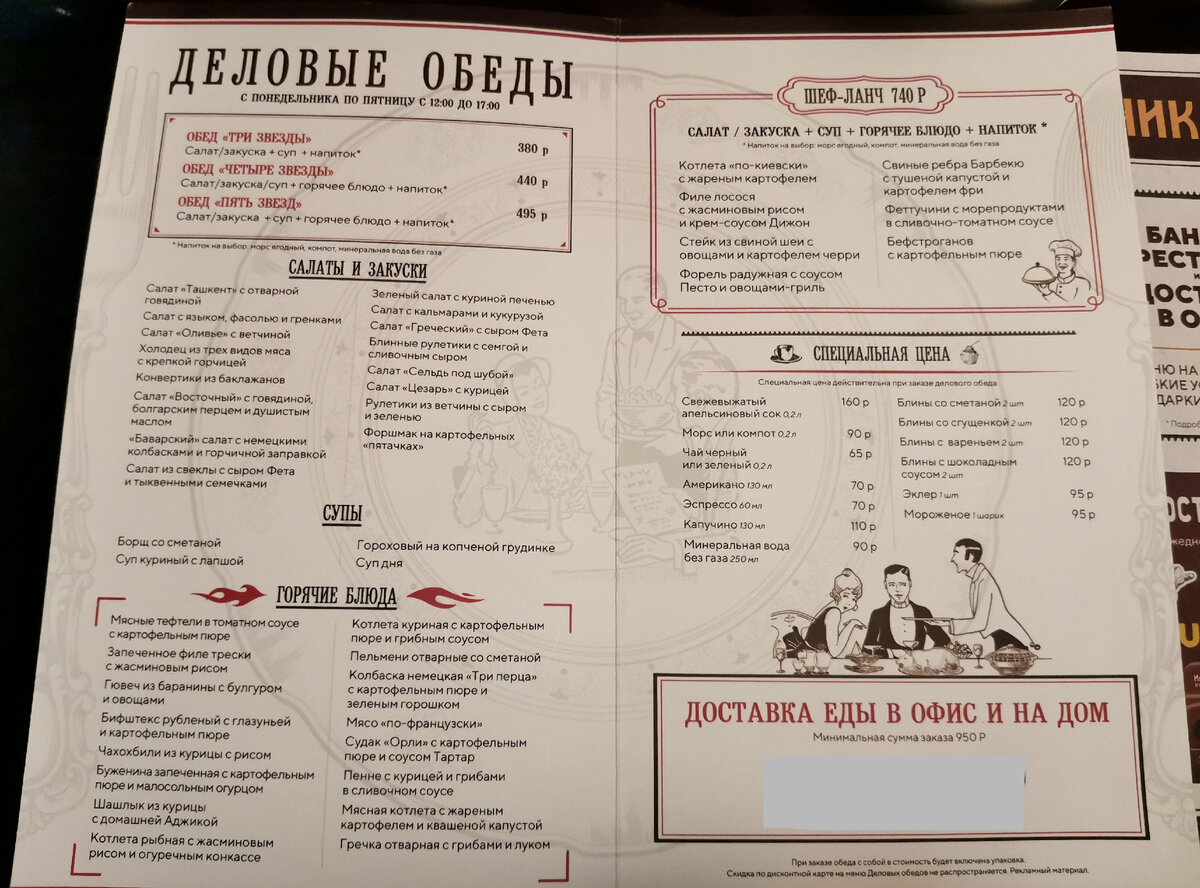 ДЕЛОВЫЕ ОБЕДЫ
С ПОНЕДЕЛЬНИКА ПО ПЯТНИЦУ С 12:00 ДО 17:00
ОБЕД «ТРИ ЗВЕЗДЫ»
Салат/закуска + суп + напиток*
380 р
ОБЕД «ЧЕТЫРЕ ЗВЕЗДЫ»
Салат/закуска/суп + горячее блюдо + напиток*
440 р
ОБЕД «ПЯТЬ ЗВЕЗД»
Салат/закуска + суп + горячее блюдо + напиток*
495 р
* Напиток на выбор: морс ягодный, компот, минеральная вода без газа
САЛАТЫ И ЗАКУСКИ
Салат «Ташкент» с отварной
говядиной
Салат с языком, фасолью и гренками
Салат «Оливье» с ветчиной
Холодец из трех видов мяса
с крепкой горчицей
Конвертики из баклажанов
Салат «Восточный» с говядиной,
болгарским перцем и душистым
маслом
«Баварский» салат с немецкими
колбасками и горчичной заправкой
Салат из свеклы с сыром Фета
и тыквенными семечками
Зеленый салат с куриной печенью
Салат с кальмарами и кукурузой
Салат «Греческий» с сыром Фета
Блинные рулетики с семгой и
сливочным сыром
Салат «Сельдь под шубой»
Салат «Цезарь» с курицей
Рулетики из ветчины с сыром
и зеленью
Форшмак на картофельных
«пятачках»
СУПЫ
Борщ со сметаной
Суп куриный с лапшой
Гороховый на копченой грудинке
Суп дня
ГОРЯЧИЕ БЛЮДА
Мясные тефтели в томатном соусе
с картофельным пюре
Запеченное филе трески
с жасминовым рисом
Гювеч из баранины с булгуром
и овощами
Бифштекс рубленый с глазуньей
и картофельным пюре
Чахохбили из курицы с рисом
Буженина запеченная с картофельным
пюре и малосольным огурцом
Шашлык из курицы
с домашней Аджикой
Котлета рыбная с жасминовым
рисом и огуречным конкассе
Котлета куриная с картофельным
пюре и грибным соусом
Пельмени отварные со сметаной
Колбаска немецкая «Три перца»
с картофельным пюре и
зеленым горошком
Мясо «по-французски»
Судак «Орли» с картофельным
пюре и соусом Тартар
Пенне с курицей и грибами
в сливочном соусе
Мясная котлета с жареным
картофелем и квашеной капустой
Гречка отварная с грибами и луком
ШЕФ-ЛАНЧ 740 Р
САЛАТ / ЗАКУСКА + СУП + ГОРЯЧЕЕ БЛЮДО + НАПИТОК *
* Напиток на выбор: морс ягодный, компот, минеральная вода без газа
Котлета «по-киевски»
с жареным картофелем
Филе лосося
с жасминовым рисом
и крем-соусом Дижон
Стейк из свиной шеи с
овощами и картофелем черри
Форель радужная с соусом
Песто и овощами-гриль
Свиные ребра Барбекю
с тушеной капустой и
картофелем фри
Феттучини с морепродуктами
в сливочно-томатном соусе
Бефстроганов
с картофельным пюре
СПЕЦИАЛЬНАЯ ЦЕНА
Специальная цена действительна при заказе делового обеда
Свежевыжатый
апельсиновый сок 0,2 л
160 р
Морс или компот 0,2 л
90 р
Чай черный
или зеленый 0,2 л
65 р
Американо 130 мл
70 р
Эспрессо 60 мл
70 р
Капучино 130 мл
110 р
Минеральная вода
без газа 250 мл
90 р
Блины со сметаной 2 шт
120 р
Блины со сгущенкой 2 шт
120 р
Блины с вареньем 2 шт
120 р
Блины с шоколадным
соусом 2 шт
120 р
Эклер 1 шт
95 р
Мороженое 1 шарик
95 р
ДОСТАВКА ЕДЫ В ОФИС И НА ДОМ
Минимальная сумма заказа 950 Р
При заказе обеда с собой в стоимость будет включена упаковка.
Скидка по дисконтной карте на меню Деловых обедов не распространяется. Рекламный материал.